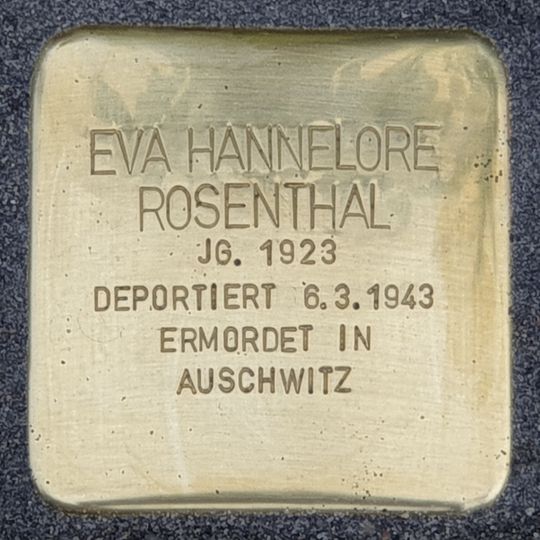 EVA HANNELORE
ROSENTHAL
JG. 1923
DEPORTIERT 6.3.1943
ERMORDET IN
AUSCHWITZ